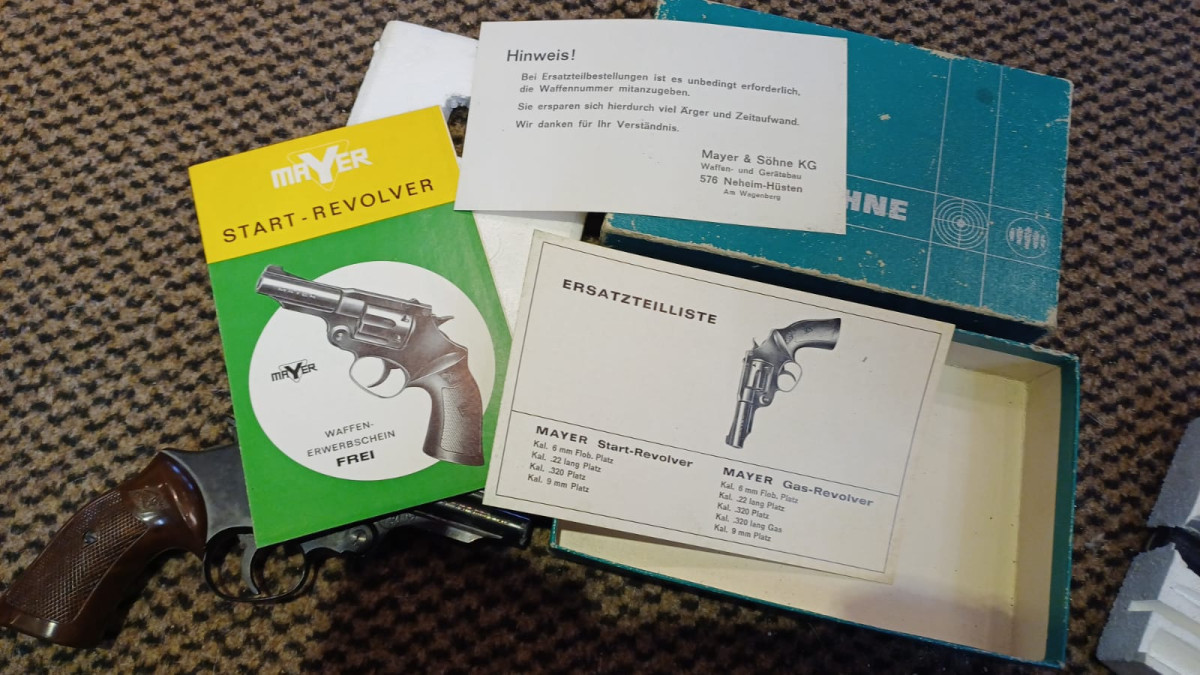 Hinweis!
Bei Ersatzteilbestellungen ist es unbedingt erforderlich,
die Waffennummer mitanzugeben.
Sie ersparen sich hierdurch viel Ärger und Zeitaufwand.
Wir danken für Ihr Verständnis.
Mayer & Söhne KG
Waffen- und Gerätebau
576 Neheim-Hüsten
Am Wagenberg
HNE
MAYER
START-REVOLVER
MAYER
WAFFEN-
ERWERBSCHEIN
FREI
ERSATZTEILLISTE
MAYER Start-Revolver
Kal. 6 mm Flob. Platz
Kal. .22 lang Platz
Kal. .320 Platz
Kal. 9 mm Platz
MAYER Gas-Revolver
Kal. 6 mm Flob. Platz
Kal. .22 lang Platz
Kal. .320 Platz
Kal. .320 lang Gas
Kal. 9 mm Platz